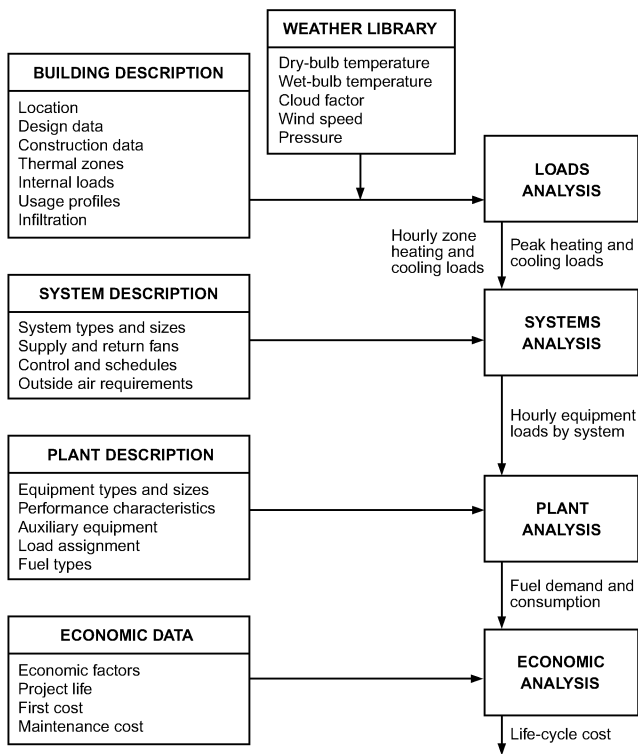 WEATHER LIBRARY
Dry-bulb temperature
Wet-bulb temperature
Cloud factor
Wind speed
Pressure
BUILDING DESCRIPTION
Location
Design data
Construction data
Thermal zones
Internal loads
Usage profiles
Infiltration
LOADS
ANALYSIS
Hourly zone
heating and
cooling loads
Peak heating and
cooling loads
SYSTEM DESCRIPTION
System types and sizes
Supply and return fans
Control and schedules
Outside air requirements
SYSTEMS
ANALYSIS
Hourly equipment
loads by system
PLANT DESCRIPTION
Equipment types and sizes
Performance characteristics
Auxiliary equipment
Load assignment
Fuel types
PLANT
ANALYSIS
Fuel demand and
consumption
ECONOMIC DATA
Economic factors
Project life
First cost
Maintenance cost
ECONOMIC
ANALYSIS
Life-cycle cost